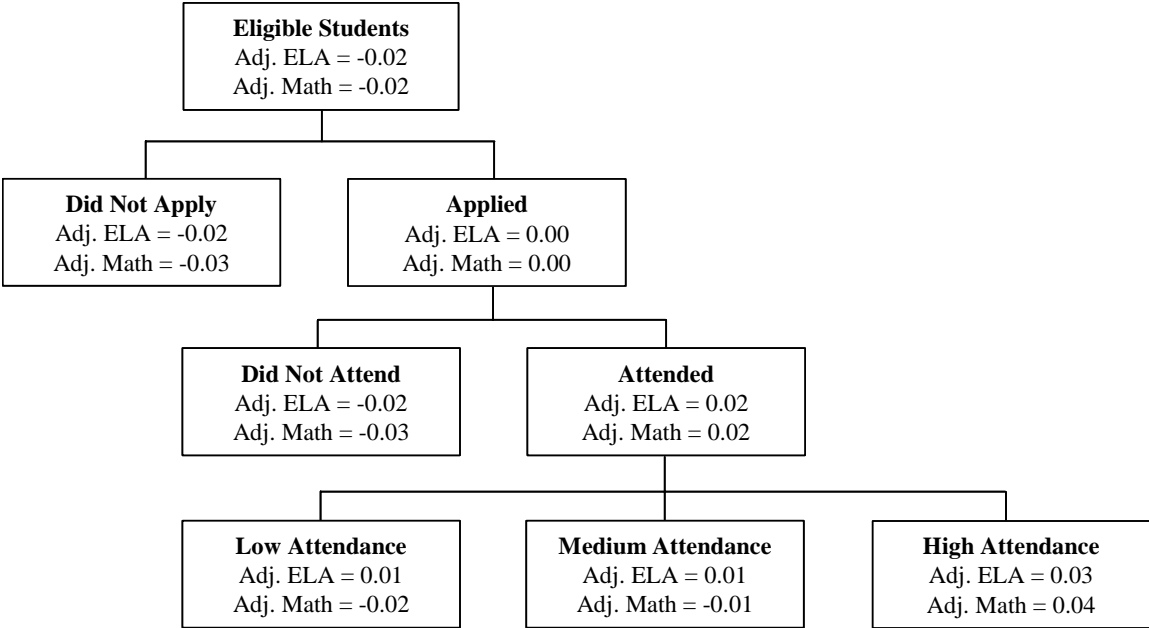 Eligible Students
Adj. ELA = -0.02
Adj. Math = -0.02
Did Not Apply
Adj. ELA = -0.02
Adj. Math = -0.03
Applied
Adj. ELA = 0.00
Adj. Math = 0.00
Did Not Attend
Adj. ELA = -0.02
Adj. Math = -0.03
Attended
Adj. ELA = 0.02
Adj. Math = 0.02
Low Attendance
Adj. ELA = 0.01
Adj. Math = -0.02
Medium Attendance
Adj. ELA = 0.01
Adj. Math = -0.01
High Attendance
Adj. ELA = 0.03
Adj. Math = 0.04